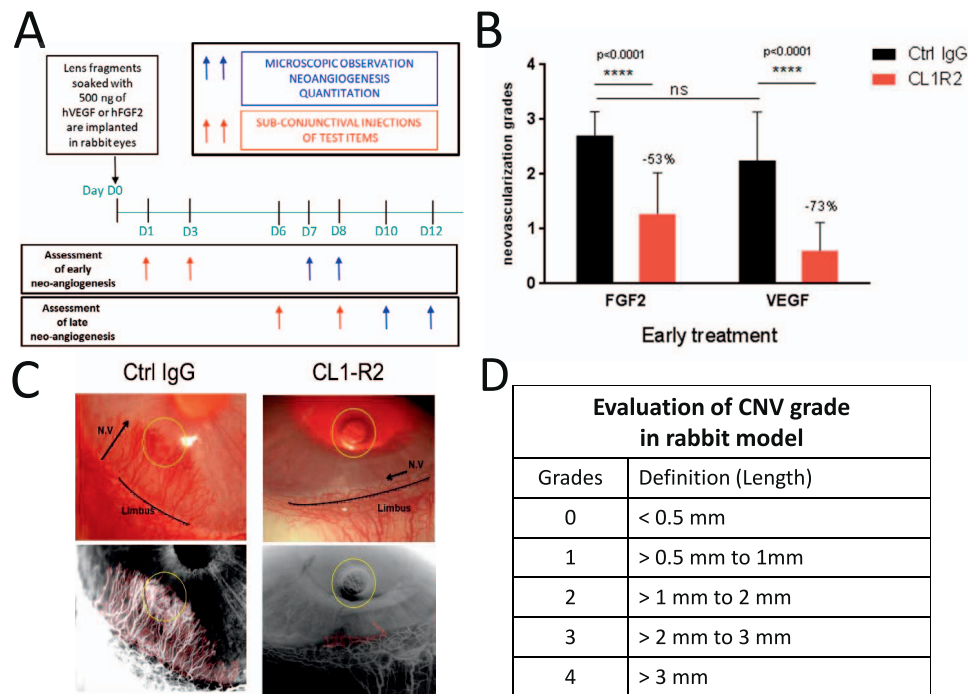 A
Lens fragments
soaked with
500 ng of
hVEGF or hFGF2
are implanted
in rabbit eyes
MICROSCOPIC OBSERVATION
NEOANGIOGENESIS
QUANTITATION
SUB-CONJUNCTIVAL INJECTIONS
OF TEST ITEMS
Day D0
D1 D3 D6 D7 D8 D10 D12
Assessment
of early
neo-angiogenesis
Assessment
of late
neo-angiogenesis
B
neovascularization grades
4
3
2
1
0
p<0.0001
****
p<0.0001
****
ns
-53%
-73%
FGF2 VEGF
Early treatment
Ctrl IgG
CL1R2
C
Ctrl IgG CL1-R2
N.V
Limbus
N.V
Limbus
D
Evaluation of CNV grade
in rabbit model
Grades Definition (Length)
0 < 0.5 mm
1 > 0.5 mm to 1mm
2 > 1 mm to 2 mm
3 > 2 mm to 3 mm
4 > 3 mm